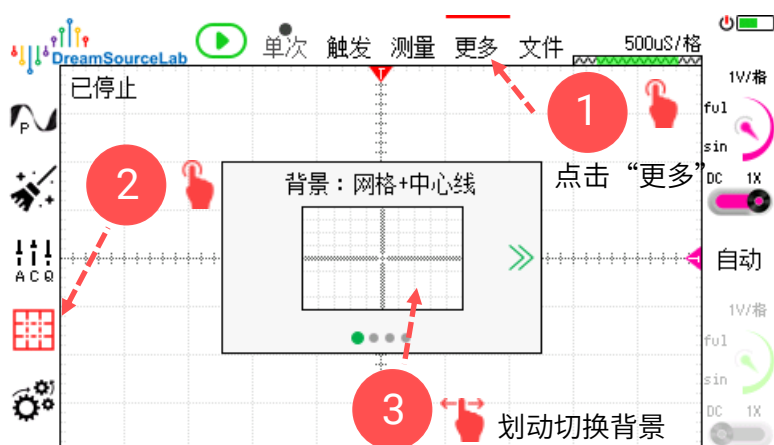 DreamSourceLab
单次 触发 测量 更多 文件 500uS/格
已停止
T
1V/格
P
ful
1
sin
点击“更多”
DC 1X
2
背景：网格+中心线
ACQ
自动
1V/格
ful
sin
3
划动切换背景
DC 1X